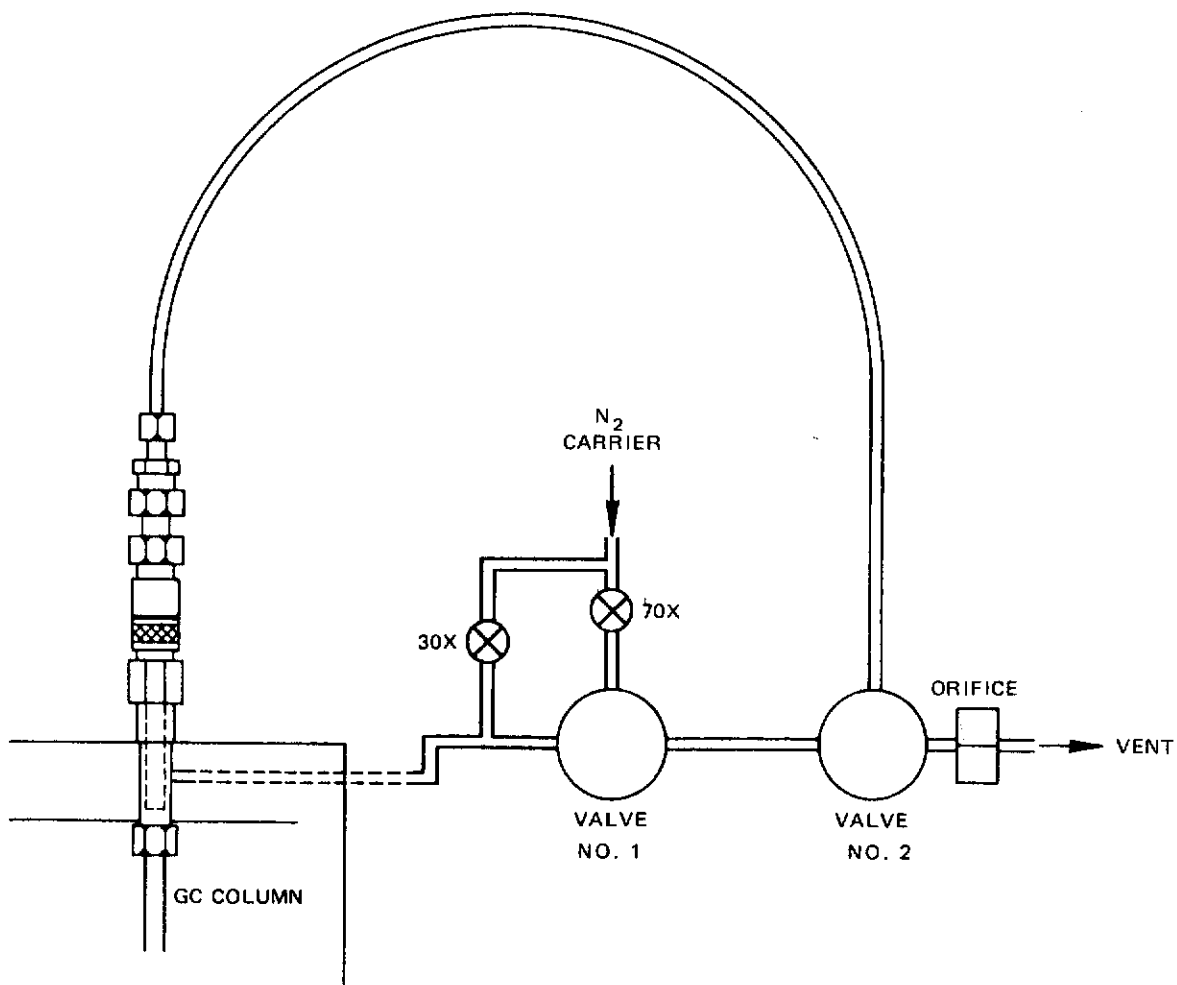 N2
CARRIER
70X
30X
ORIFICE
VENT
VALVE
NO. 1
VALVE
NO. 2
GC COLUMN